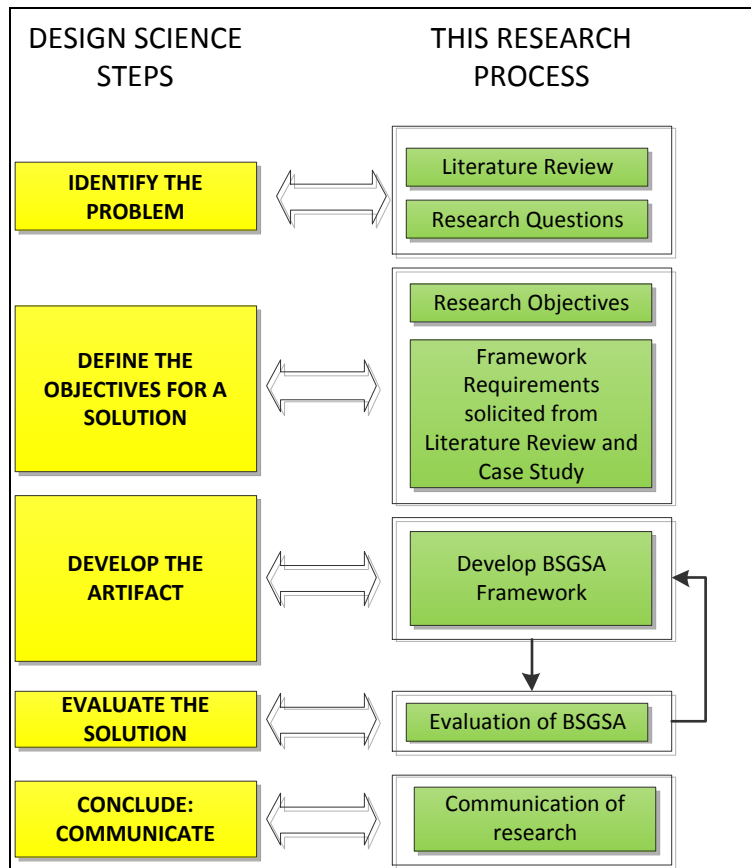 DESIGN SCIENCE
STEPS
THIS RESEARCH
PROCESS
IDENTIFY THE
PROBLEM
Literature Review
Research Questions
DEFINE THE
OBJECTIVES FOR A
SOLUTION
Research Objectives
Framework
Requirements
solicited from
Literature Review and
Case Study
DEVELOP THE
ARTIFACT
Develop BSGSA
Framework
EVALUATE THE
SOLUTION
Evaluation of BSGSA
CONCLUDE:
COMMUNICATE
Communication of
research